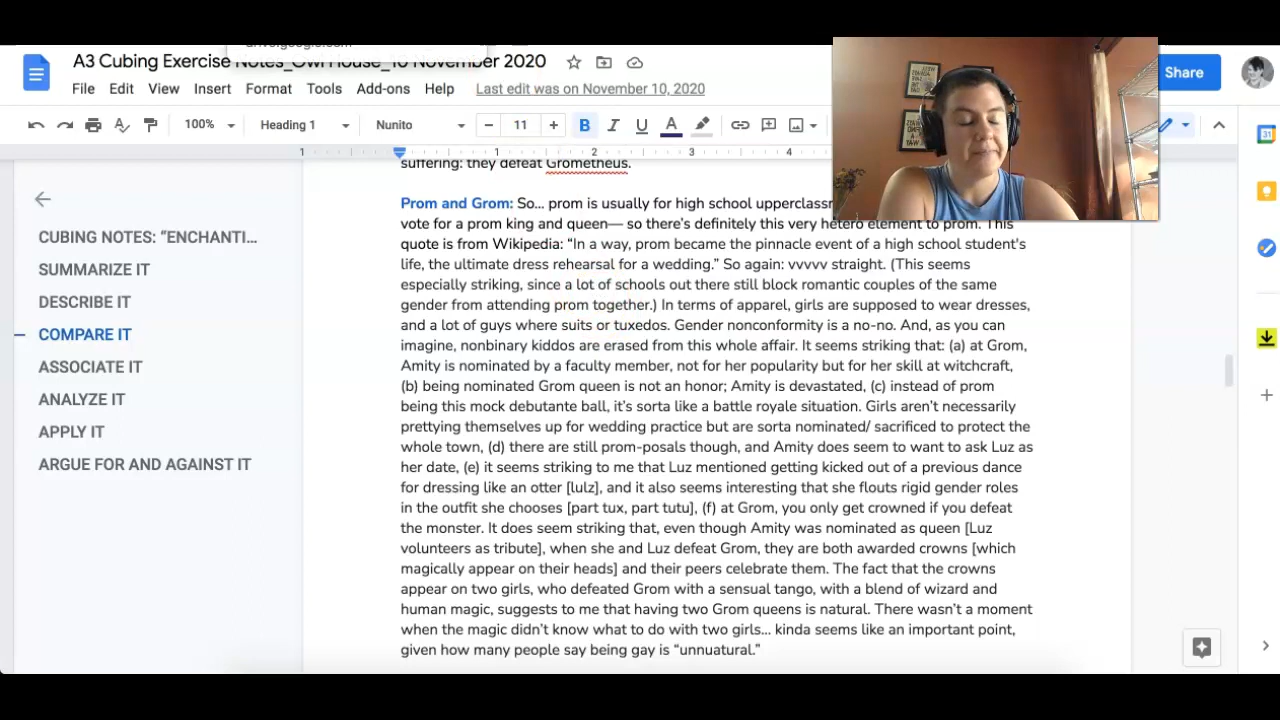 drive.google.com
A3 Cubing Exercise Notes_Owl House_10 November 2020
Share
File Edit View Insert Format Tools Add-ons Help Last edit was on November 10, 2020
100% Heading 1 Nunito - 11 + B I U A
1 1 2 3 4
31
suffering: they defeat Grometheus.
CUBING NOTES: “ENCHANTI...
SUMMARIZE IT
DESCRIBE IT
COMPARE IT
ASSOCIATE IT
ANALYZE IT
APPLY IT
ARGUE FOR AND AGAINST IT
Prom and Grom: So… prom is usually for high school upperclassm
vote for a prom king and queen— so there’s definitely this very hetero element to prom. This
quote is from Wikipedia: “In a way, prom became the pinnacle event of a high school student's
life, the ultimate dress rehearsal for a wedding.” So again: vvvvv straight. (This seems
especially striking, since a lot of schools out there still block romantic couples of the same
gender from attending prom together.) In terms of apparel, girls are supposed to wear dresses,
and a lot of guys where suits or tuxedos. Gender nonconformity is a no-no. And, as you can
imagine, nonbinary kiddos are erased from this whole affair. It seems striking that: (a) at Grom,
Amity is nominated by a faculty member, not for her popularity but for her skill at witchcraft,
(b) being nominated Grom queen is not an honor; Amity is devastated, (c) instead of prom
being this mock debutante ball, it’s sorta like a battle royale situation. Girls aren’t necessarily
prettying themselves up for wedding practice but are sorta nominated/ sacrificed to protect the
whole town, (d) there are still prom-posals though, and Amity does seem to want to ask Luz as
her date, (e) it seems striking to me that Luz mentioned getting kicked out of a previous dance
for dressing like an otter [lulz], and it also seems interesting that she flouts rigid gender roles
in the outfit she chooses [part tux, part tutu], (f) at Grom, you only get crowned if you defeat
the monster. It does seem striking that, even though Amity was nominated as queen [Luz
volunteers as tribute], when she and Luz defeat Grom, they are both awarded crowns [which
magically appear on their heads] and their peers celebrate them. The fact that the crowns
appear on two girls, who defeated Grom with a sensual tango, with a blend of wizard and
human magic, suggests to me that having two Grom queens is natural. There wasn’t a moment
when the magic didn’t know what to do with two girls… kinda seems like an important point,
given how many people say being gay is “unnuatural.”